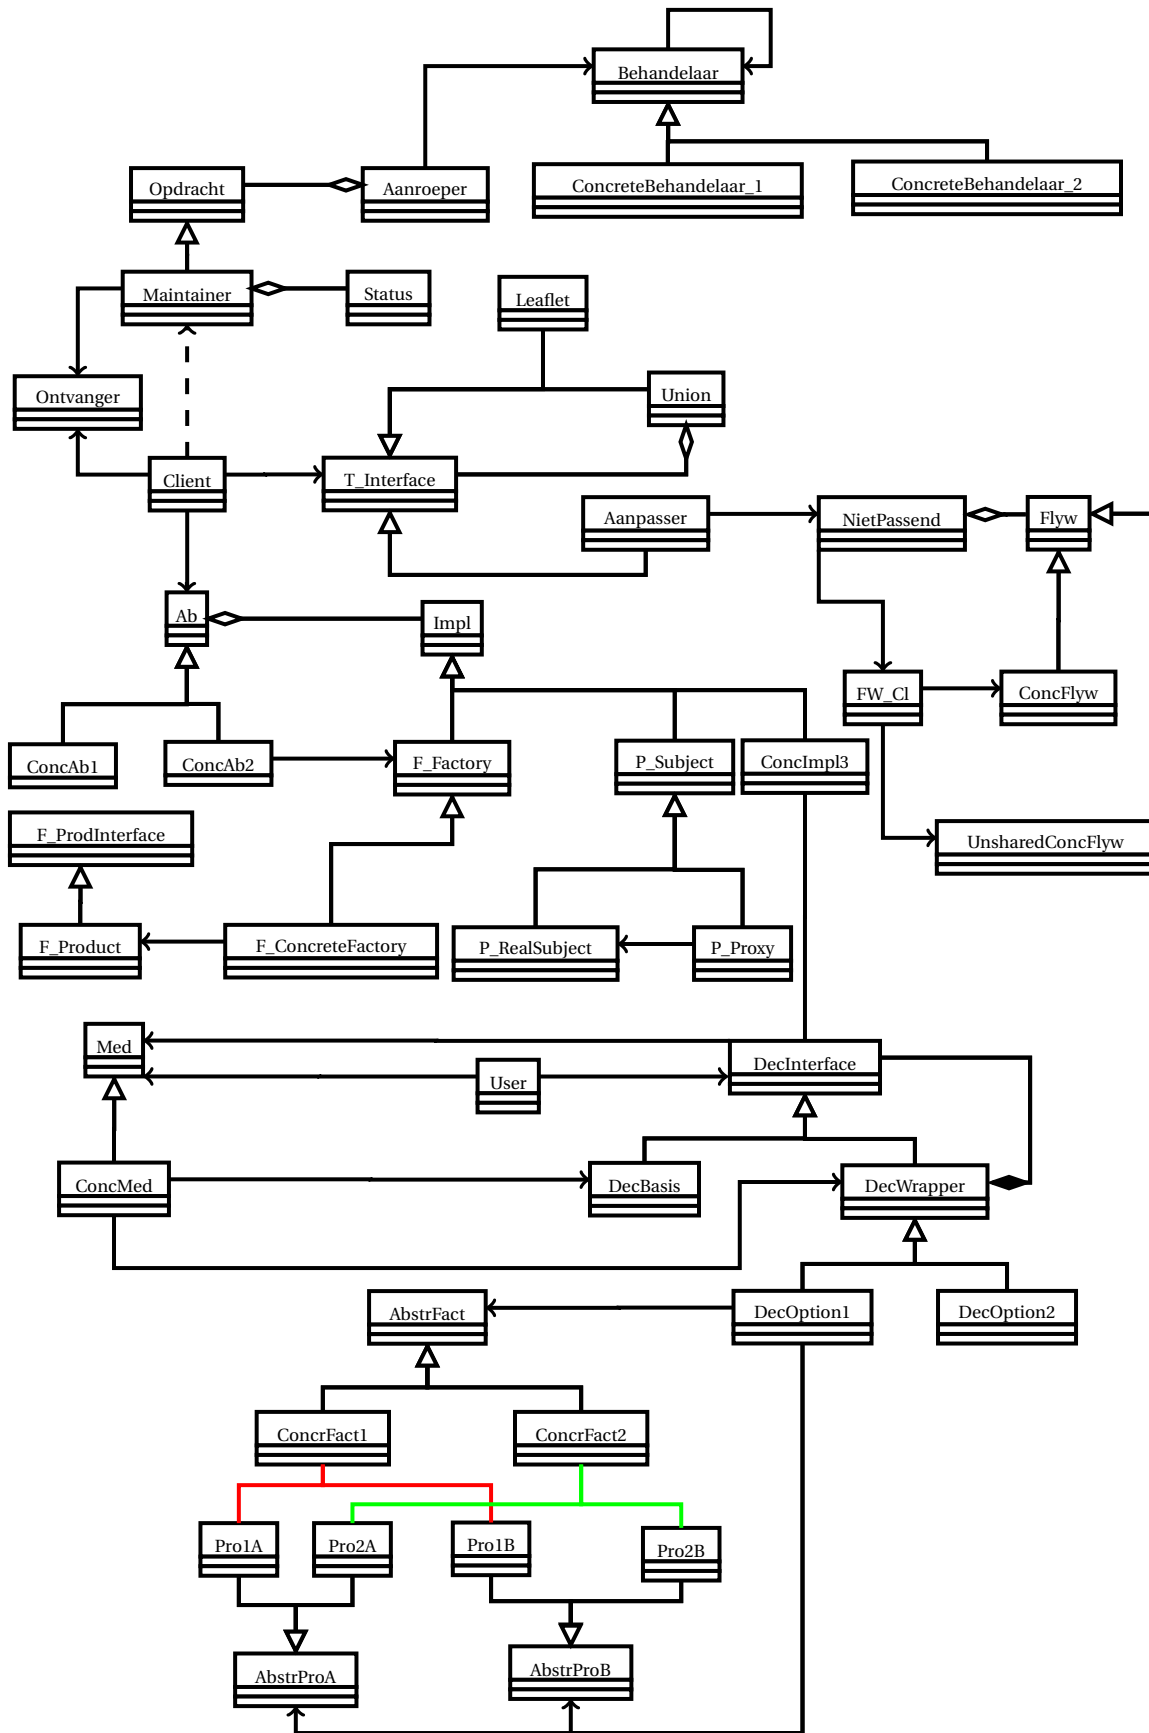 Behandelaar
Opdracht
Aanroeper
ConcreteBehandelaar_1
ConcreteBehandelaar_2
Maintainer
Status
Leaflet
Ontvanger
Union
Client
T_Interface
Aanpasser
NietPassend
Flyw
Ab
Impl
FW_Cl
ConcFlyw
ConcAb1
ConcAb2
F_Factory
P_Subject
ConcImpl3
F_ProdInterface
UnsharedConcFlyw
F_Product
F_ConcreteFactory
P_RealSubject
P_Proxy
Med
User
DecInterface
ConcMed
DecBasis
DecWrapper
AbstrFact
DecOption1
DecOption2
ConcrFact1
ConcrFact2
Pro1A
Pro2A
Pro1B
Pro2B
AbstrProA
AbstrProB